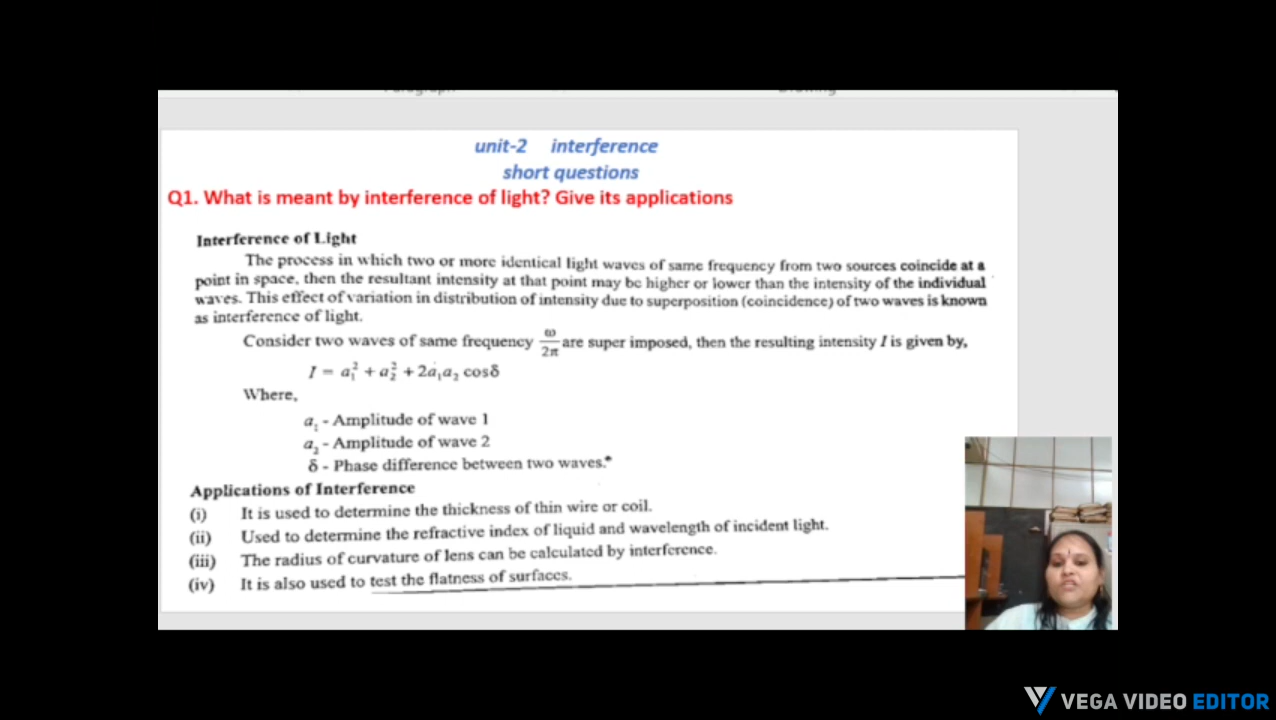 unit-2 interference
short questions
Q1. What is meant by interference of light? Give its applications
Interference of Light
The process in which two or more identical light waves of same frequency from two sources coincide at a
point in space, then the resultant intensity at that point may be higher or lower than the intensity of the individual
waves. This effect of variation in distribution of intensity due to superposition (coincidence) of two waves is known
as interference of light.
Consider two waves of same frequency ω/2π are super imposed, then the resulting intensity I is given by,
I = a₁² + a₂² + 2a₁a₂ cosδ
Where,
a₁ - Amplitude of wave 1
a₂ - Amplitude of wave 2
δ - Phase difference between two waves.
Applications of Interference
(i) It is used to determine the thickness of thin wire or coil.
(ii) Used to determine the refractive index of liquid and wavelength of incident light.
(iii) The radius of curvature of lens can be calculated by interference.
(iv) It is also used to test the flatness of surfaces.
VEGA VIDEO EDITOR